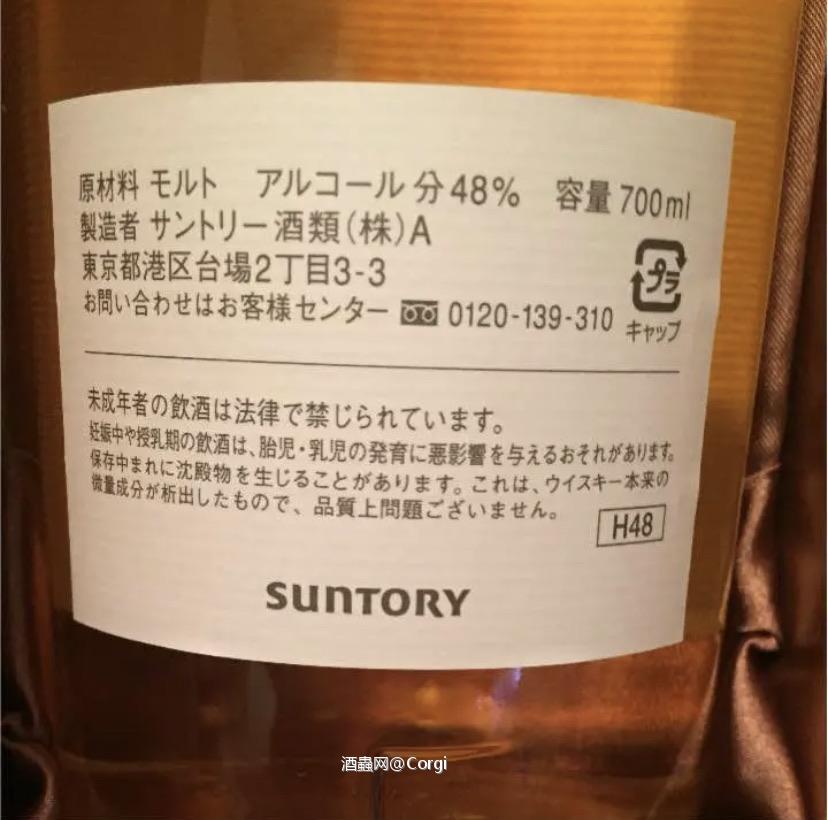 原材料 モルト　アルコール分48%　容量 700ml
製造者 サントリー酒類(株)A
東京都港区台場2丁目3-3
プラ
お問い合わせはお客様センター 0120-139-310
キャップ
未成年者の飲酒は法律で禁じられています。
妊娠中や授乳期の飲酒は、胎児・乳児の発育に悪影響を与えるおそれがあります。
保存中まれに沈殿物を生じることがあります。これは、ウイスキー本来の
微量成分が析出したもので、品質上問題ございません。
H48
SUNTORY
酒蟲网@Corgi